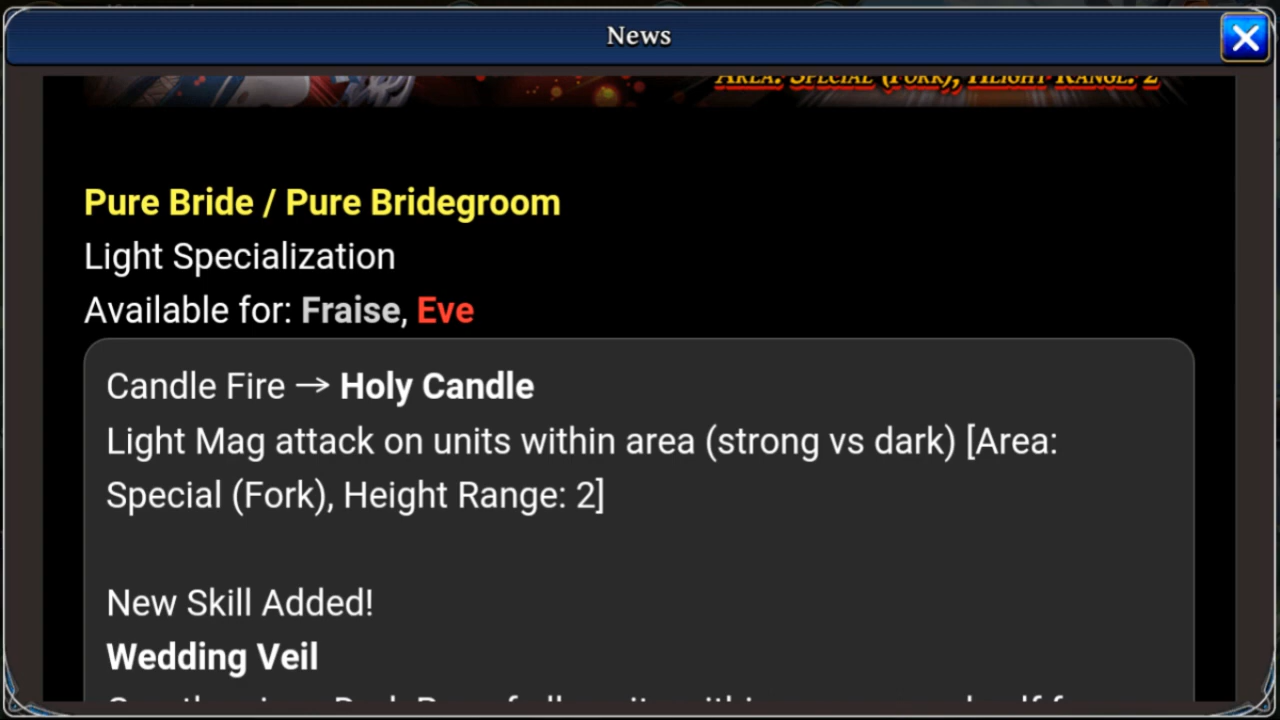 News
Area: Special (Fork), Height Range: 2
Pure Bride / Pure Bridegroom
Light Specialization
Available for: Fraise, Eve
Candle Fire → Holy Candle
Light Mag attack on units within area (strong vs dark) [Area:
Special (Fork), Height Range: 2]
New Skill Added!
Wedding Veil